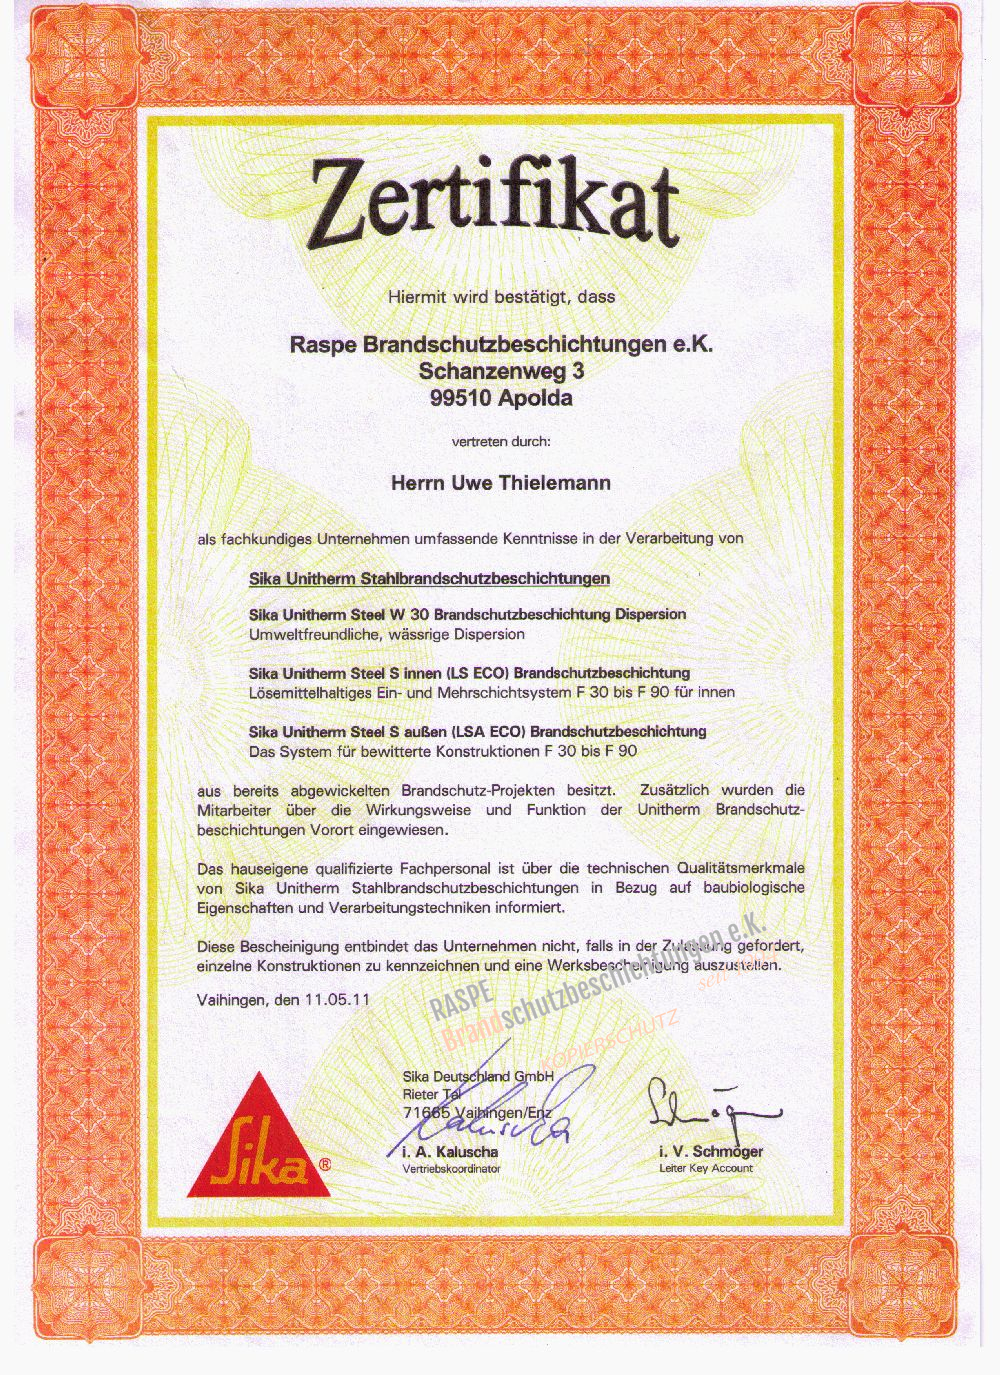 Zertifikat
Hiermit wird bestätigt, dass
Raspe Brandschutzbeschichtungen e.K.
Schanzenweg 3
99510 Apolda
vertreten durch:
Herrn Uwe Thielemann
als fachkundiges Unternehmen umfassende Kenntnisse in der Verarbeitung von
Sika Unitherm Stahlbrandschutzbeschichtungen
Sika Unitherm Steel W 30 Brandschutzbeschichtung Dispersion
Umweltfreundliche, wässrige Dispersion
Sika Unitherm Steel S innen (LS ECO) Brandschutzbeschichtung
Lösemittelhaltiges Ein- und Mehrschichtsystem F 30 bis F 90 für innen
Sika Unitherm Steel S außen (LSA ECO) Brandschutzbeschichtung
Das System für bewitterte Konstruktionen F 30 bis F 90
aus bereits abgewickelten Brandschutz-Projekten besitzt. Zusätzlich wurden die
Mitarbeiter über die Wirkungsweise und Funktion der Unitherm Brandschutz-
beschichtungen Vorort eingewiesen.
Das hauseigene qualifizierte Fachpersonal ist über die technischen Qualitätsmerkmale
von Sika Unitherm Stahlbrandschutzbeschichtungen in Bezug auf baubiologische
Eigenschaften und Verarbeitungstechniken informiert.
Diese Bescheinigung entbindet das Unternehmen nicht, falls in der Zulassung gefordert,
einzelne Konstruktionen zu kennzeichnen und eine Werksbescheinigung auszustellen.
Vaihingen, den 11.05.11
RASPE
Brandschutzbeschichtungen e.K.
KOPIERSCHUTZ
Sika Deutschland GmbH
Rieter Tal
71665 Vaihingen/Enz
Kaluscha
i. A. Kaluscha
Vertriebskoordinator
Schmöger
i. V. Schmöger
Leiter Key Account
Sika ®